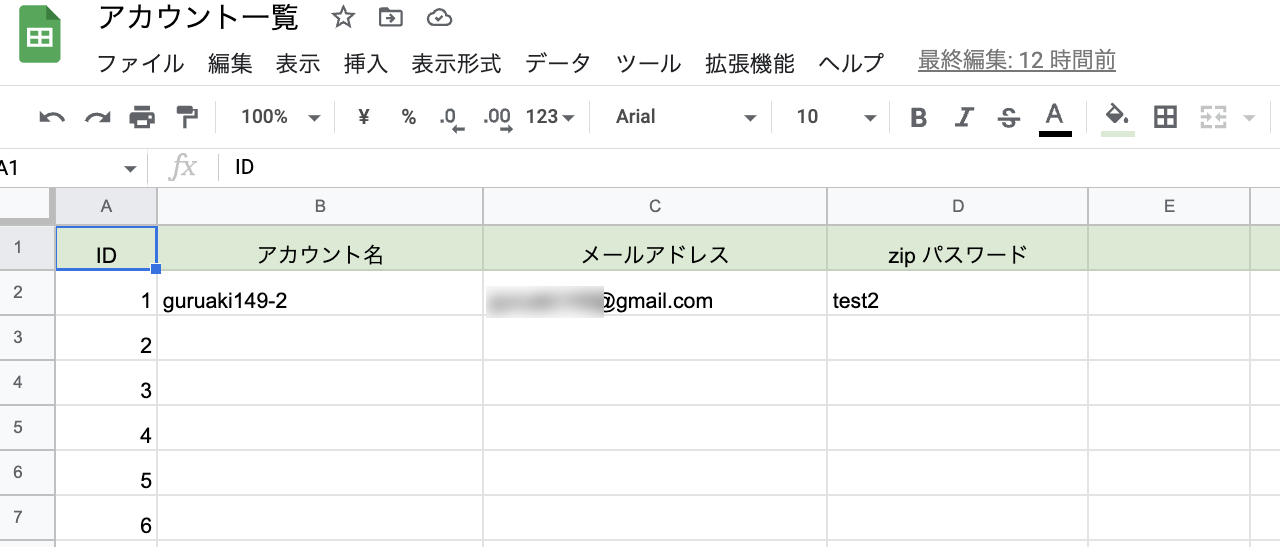 アカウント一覧
ファイル 編集 表示 挿入 表示形式 データ ツール 拡張機能 ヘルプ 最終編集: 12 時間前
100% ¥ % .0 .00 123 Arial 10 B I S A
A1 fx ID
A B C D E
1 ID アカウント名 メールアドレス zip パスワード
2 1 guruaki149-2 @gmail.com test2
3 2
4 3
5 4
6 5
7 6